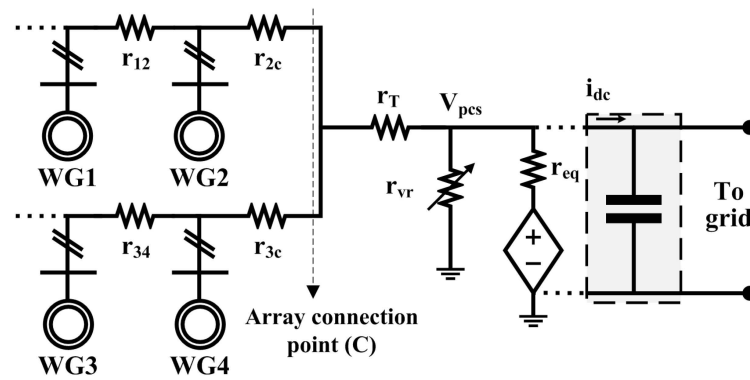 r12
r2c
WG1
WG2
rT
Vpcs
idc
rvr
req
+
−
To
grid
r34
r3c
WG3
WG4
Array connection
point (C)